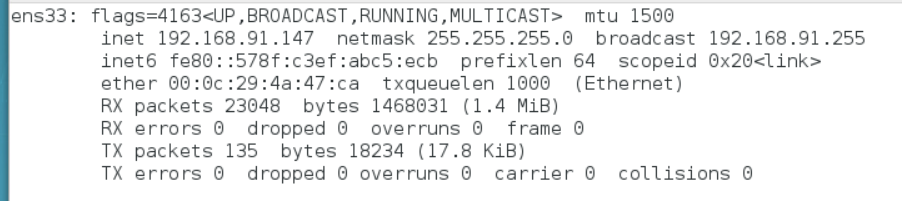 ens33: flags=4163<UP,BROADCAST,RUNNING,MULTICAST>  mtu 1500
        inet 192.168.91.147  netmask 255.255.255.0  broadcast 192.168.91.255
        inet6 fe80::578f:c3ef:abc5:ecb  prefixlen 64  scopeid 0x20<link>
        ether 00:0c:29:4a:47:ca  txqueuelen 1000  (Ethernet)
        RX packets 23048  bytes 1468031 (1.4 MiB)
        RX errors 0  dropped 0  overruns 0  frame 0
        TX packets 135  bytes 18234 (17.8 KiB)
        TX errors 0  dropped 0 overruns 0  carrier 0  collisions 0